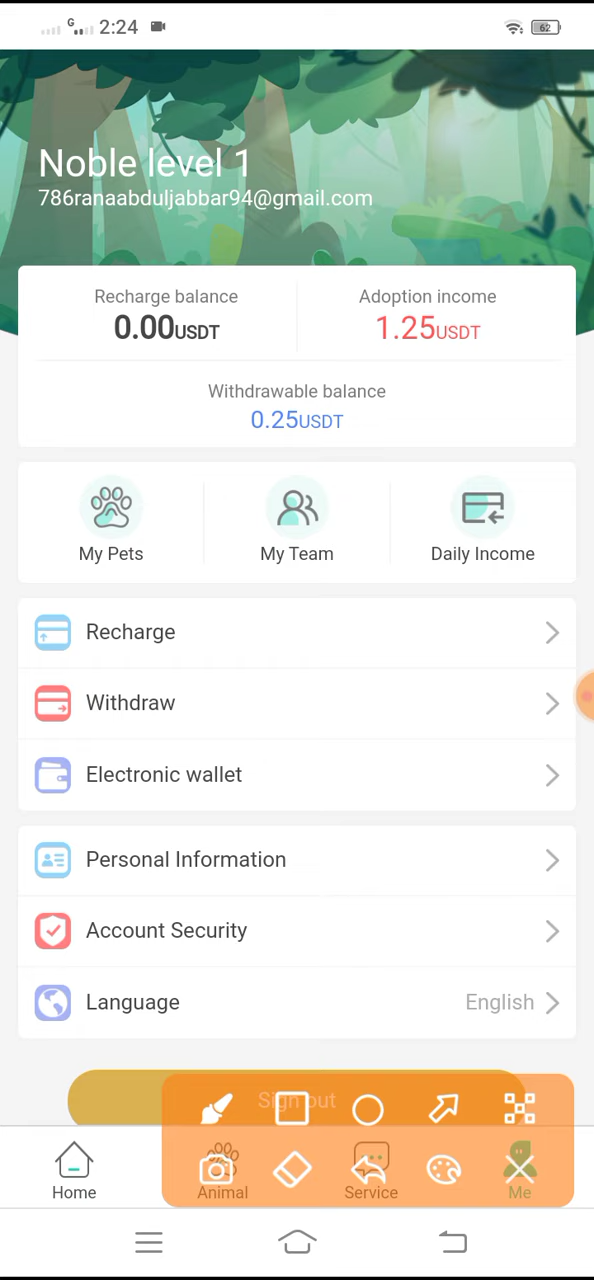 G 2:24 62
Noble level 1
786ranaabduljabbar94@gmail.com
Recharge balance Adoption income
0.00USDT 1.25USDT
Withdrawable balance
0.25USDT
My Pets My Team Daily Income
Recharge
Withdraw
Electronic wallet
Personal Information
Account Security
Language English
Sign out
Home Animal Service Me